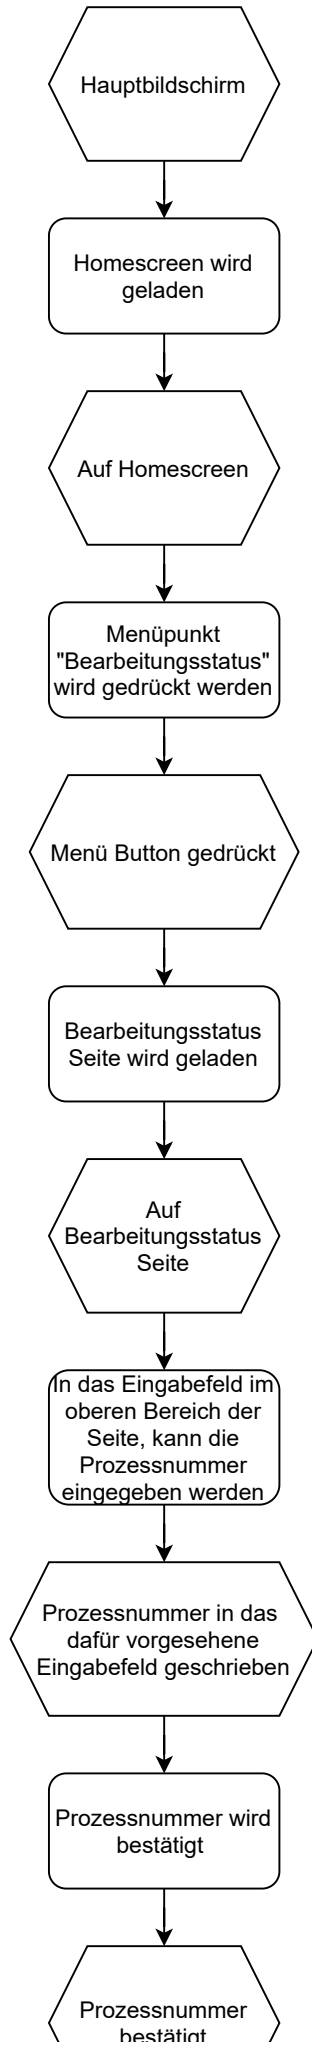 Hauptbildschirm
Homescreen wird
geladen
Auf Homescreen
Menüpunkt
"Bearbeitungsstatus"
wird gedrückt werden
Menü Button gedrückt
Bearbeitungsstatus
Seite wird geladen
Auf
Bearbeitungsstatus
Seite
In das Eingabefeld im
oberen Bereich der
Seite, kann die
Prozessnummer
eingegeben werden
Prozessnummer in das
dafür vorgesehene
Eingabefeld geschrieben
Prozessnummer wird
bestätigt
Prozessnummer
bestätigt